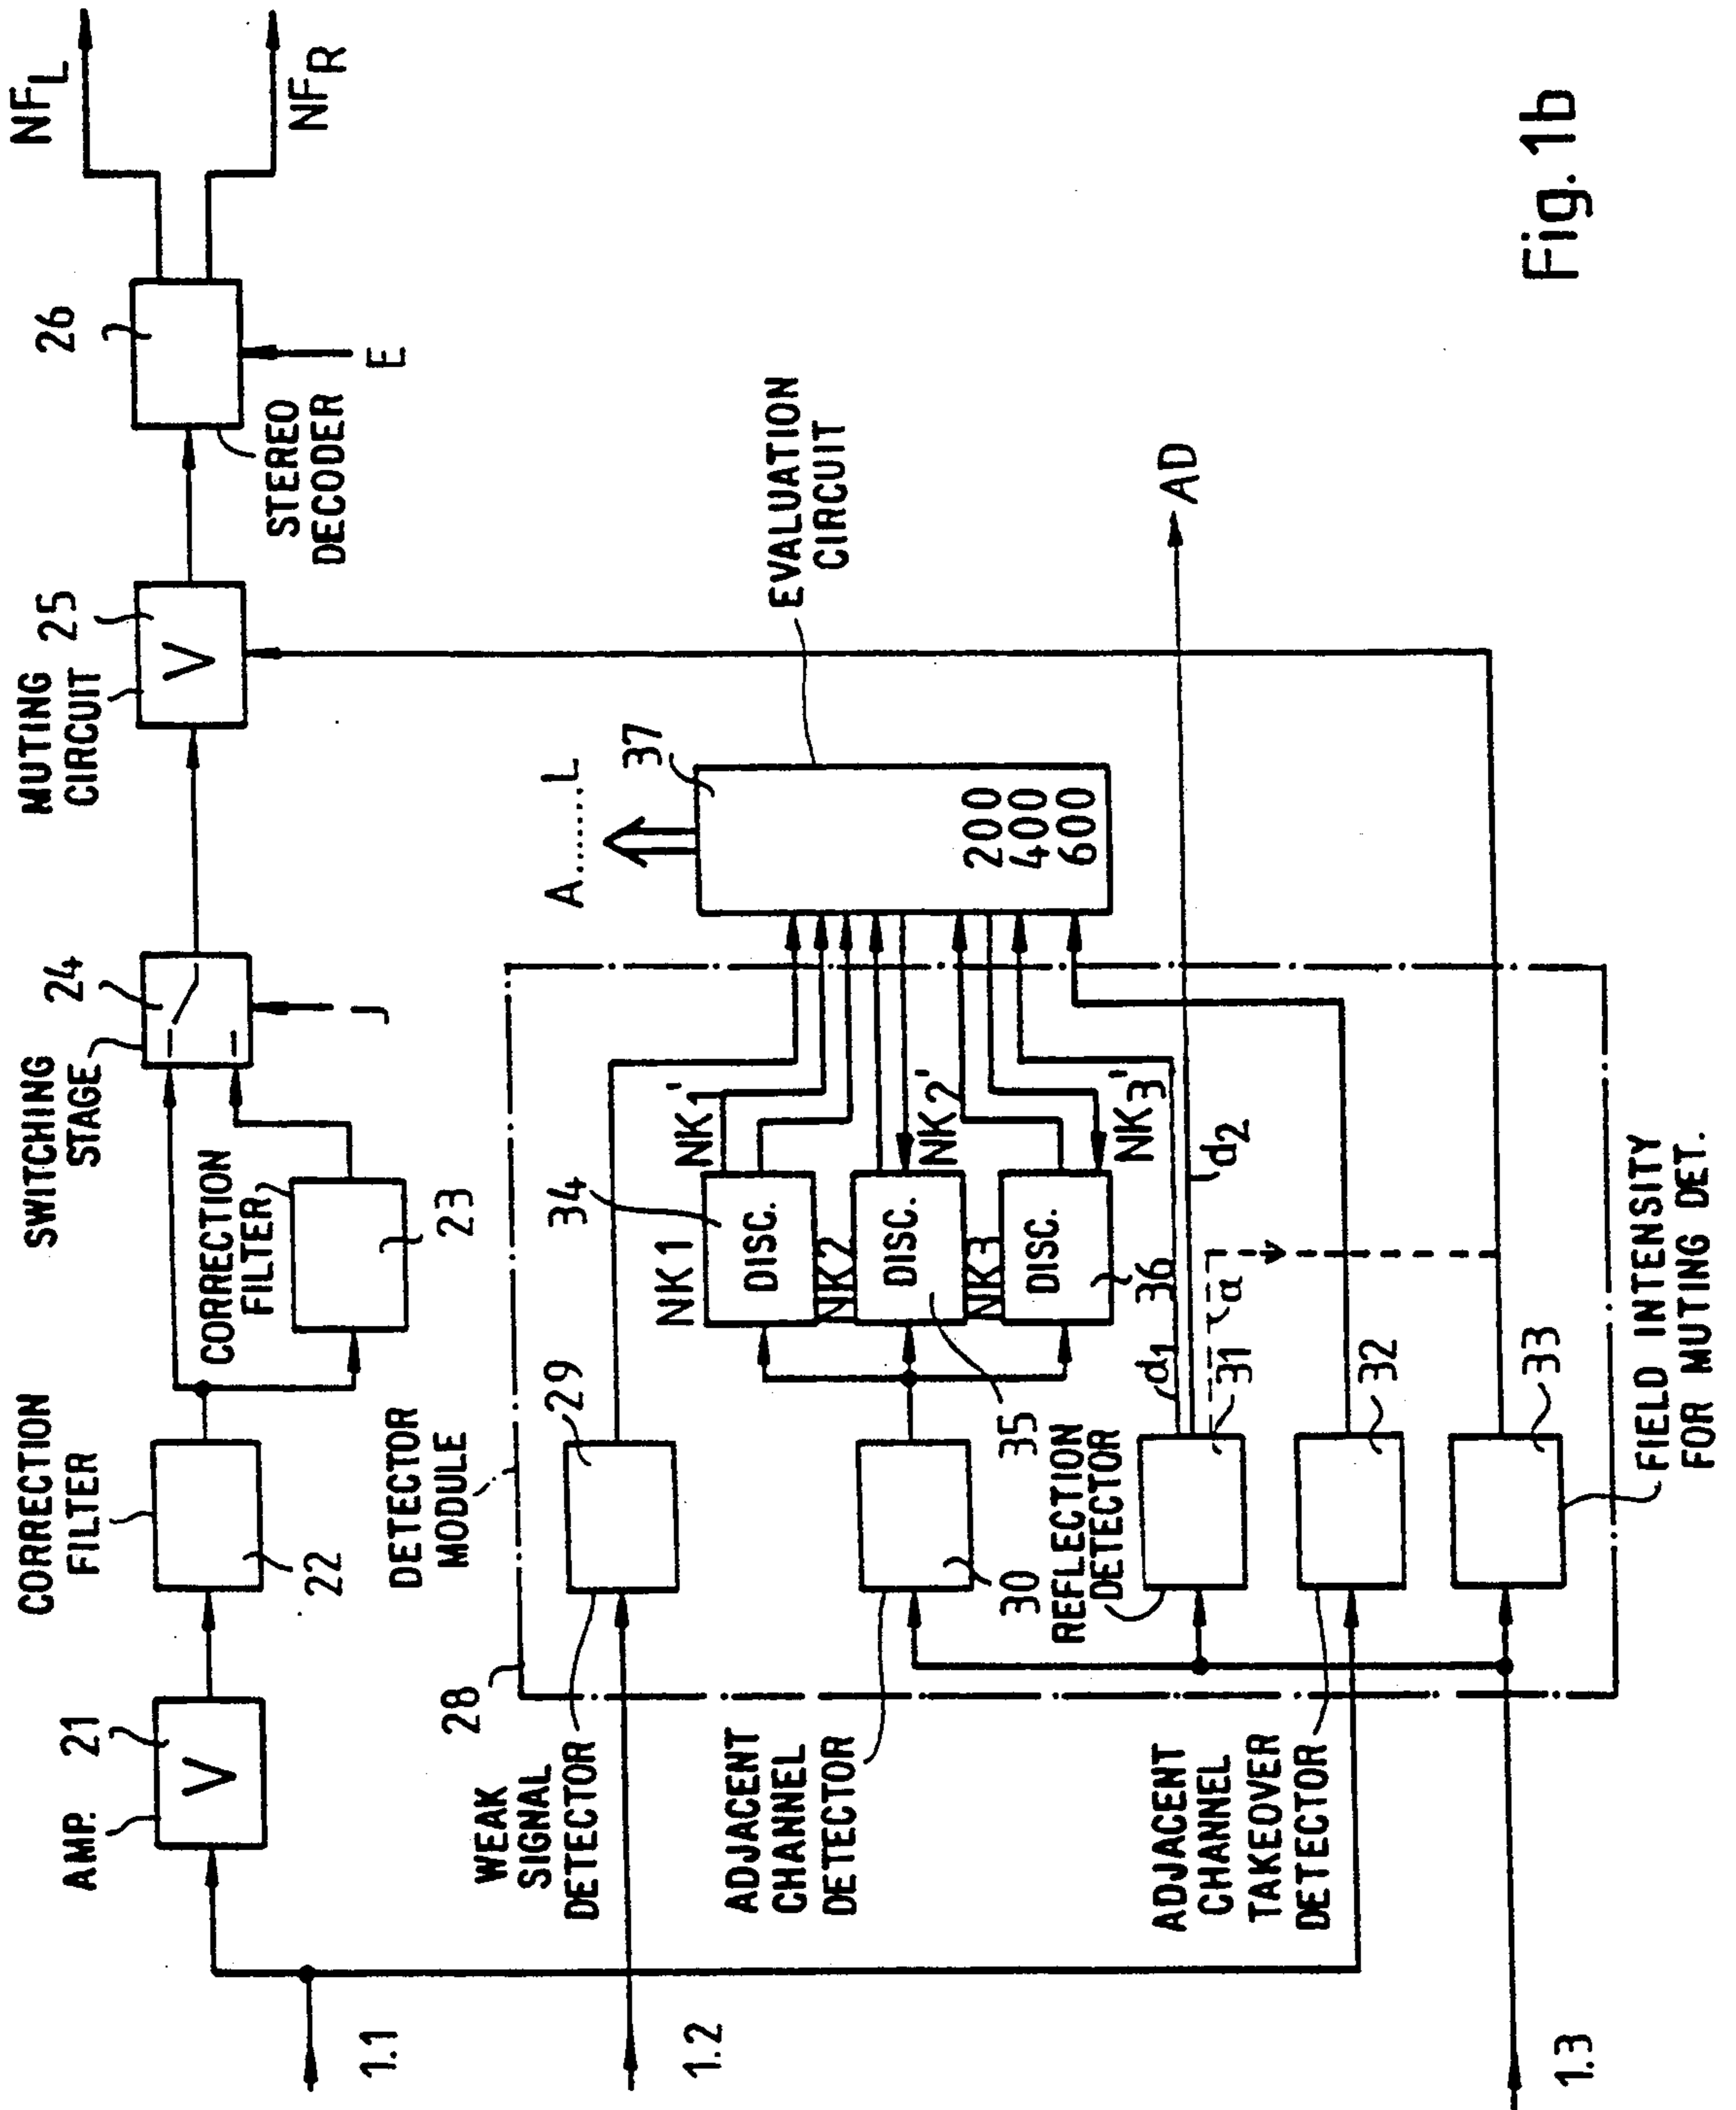 NFL
NFR
26
STEREO
DECODER
E
MUTING
CIRCUIT
25
V
SWITCHING
STAGE
24
J
CORRECTION
FILTER
23
CORRECTION
FILTER
22
AMP.
21
V
1.1
EVALUATION
CIRCUIT
AD
A.......L
37
200
400
600
DETECTOR
MODULE
28
29
WEAK
SIGNAL
DETECTOR
1.2
NK1'
NK2'
NK3'
34
NK1
DISC.
NK2
DISC.
NK3
DISC.
35
36
30
ADJACENT
CHANNEL
DETECTOR
d1
d2
a
31
REFLECTION
DETECTOR
32
ADJACENT
CHANNEL
TAKEOVER
DETECTOR
33
FIELD INTENSITY
FOR MUTING DET.
1.3
Fig. 1b